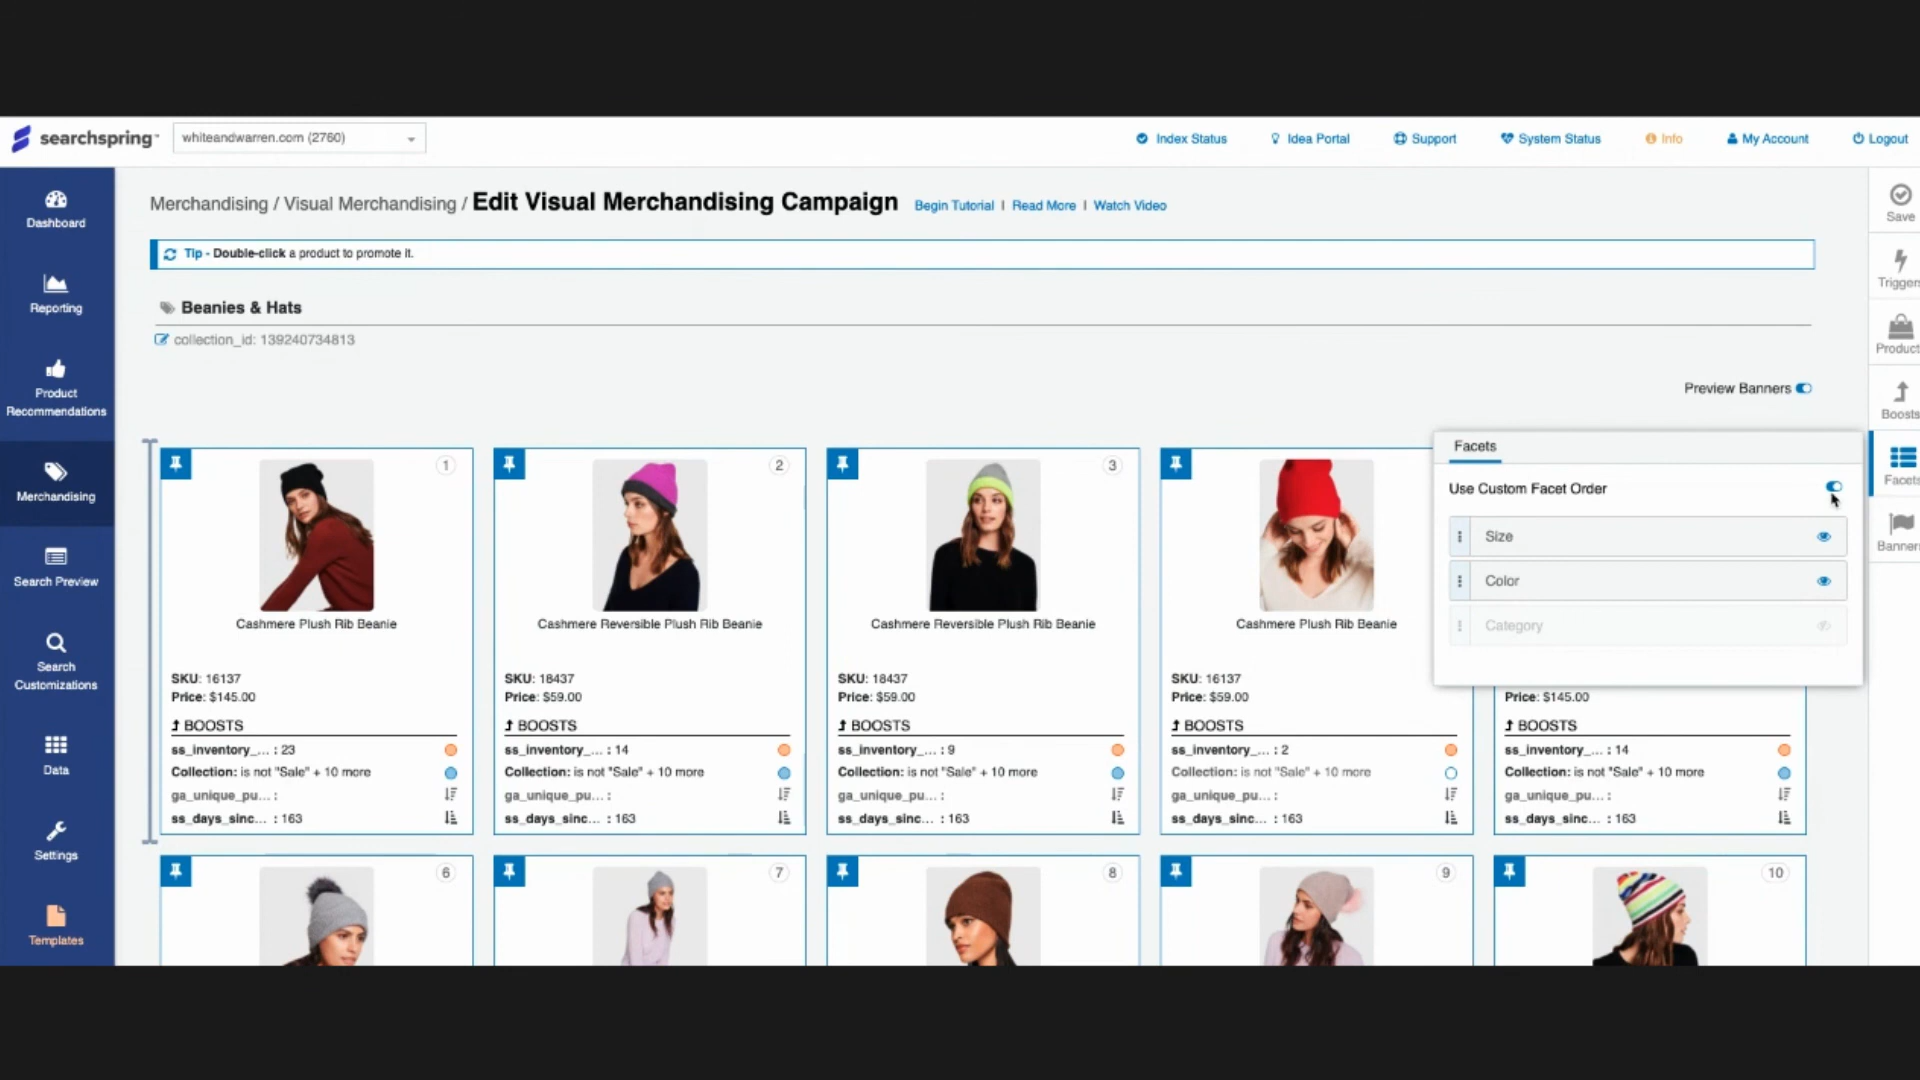 searchspring™
whiteandwarren.com (2760)
Index Status
Idea Portal
Support
System Status
Info
My Account
Logout
Dashboard
Reporting
Product
Recommendations
Merchandising
Search Preview
Search
Customizations
Data
Settings
Templates
Merchandising / Visual Merchandising / Edit Visual Merchandising Campaign
Begin Tutorial | Read More | Watch Video
Tip - Double-click a product to promote it.
Beanies & Hats
collection_id: 139240734813
Preview Banners
1
Cashmere Plush Rib Beanie
SKU: 16137
Price: $145.00
BOOSTS
ss_inventory_... : 23
Collection: is not "Sale" + 10 more
ga_unique_pu... :
ss_days_sinc... : 163
2
Cashmere Reversible Plush Rib Beanie
SKU: 18437
Price: $59.00
BOOSTS
ss_inventory_... : 14
Collection: is not "Sale" + 10 more
ga_unique_pu... :
ss_days_sinc... : 163
3
Cashmere Reversible Plush Rib Beanie
SKU: 18437
Price: $59.00
BOOSTS
ss_inventory_... : 9
Collection: is not "Sale" + 10 more
ga_unique_pu... :
ss_days_sinc... : 163
Cashmere Plush Rib Beanie
SKU: 16137
Price: $59.00
BOOSTS
ss_inventory_... : 2
Collection: is not "Sale" + 10 more
ga_unique_pu... :
ss_days_sinc... : 163
Price: $145.00
BOOSTS
ss_inventory_... : 14
Collection: is not "Sale" + 10 more
ga_unique_pu... :
ss_days_sinc... : 163
6
7
8
9
10
Facets
Use Custom Facet Order
Size
Color
Category
Save
Triggers
Product
Boosts
Facets
Banners